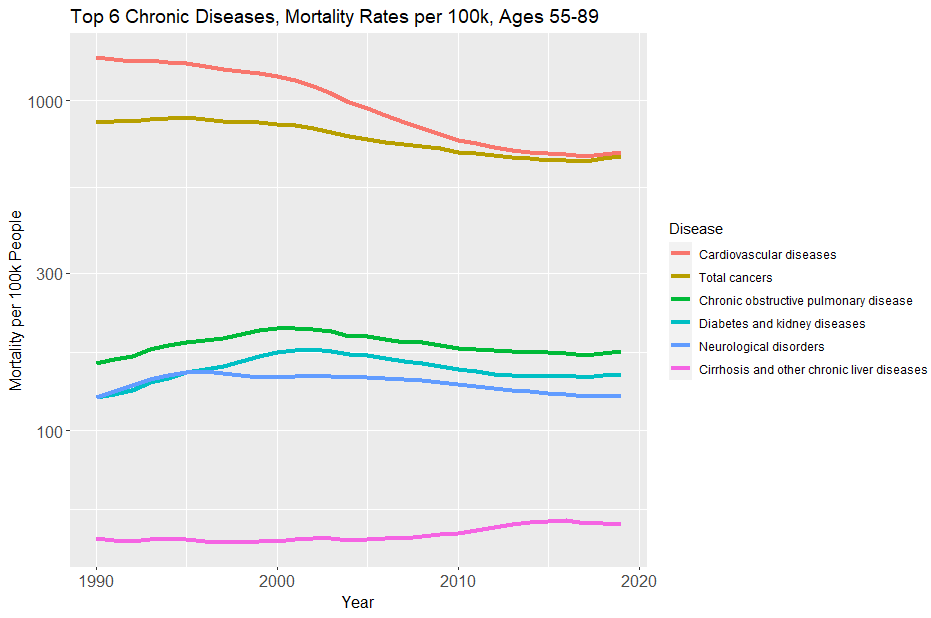 Top 6 Chronic Diseases, Mortality Rates per 100k, Ages 55-89
Mortality per 100k People
1000
300
100
1990
2000
2010
2020
Year
Disease
Cardiovascular diseases
Total cancers
Chronic obstructive pulmonary disease
Diabetes and kidney diseases
Neurological disorders
Cirrhosis and other chronic liver diseases